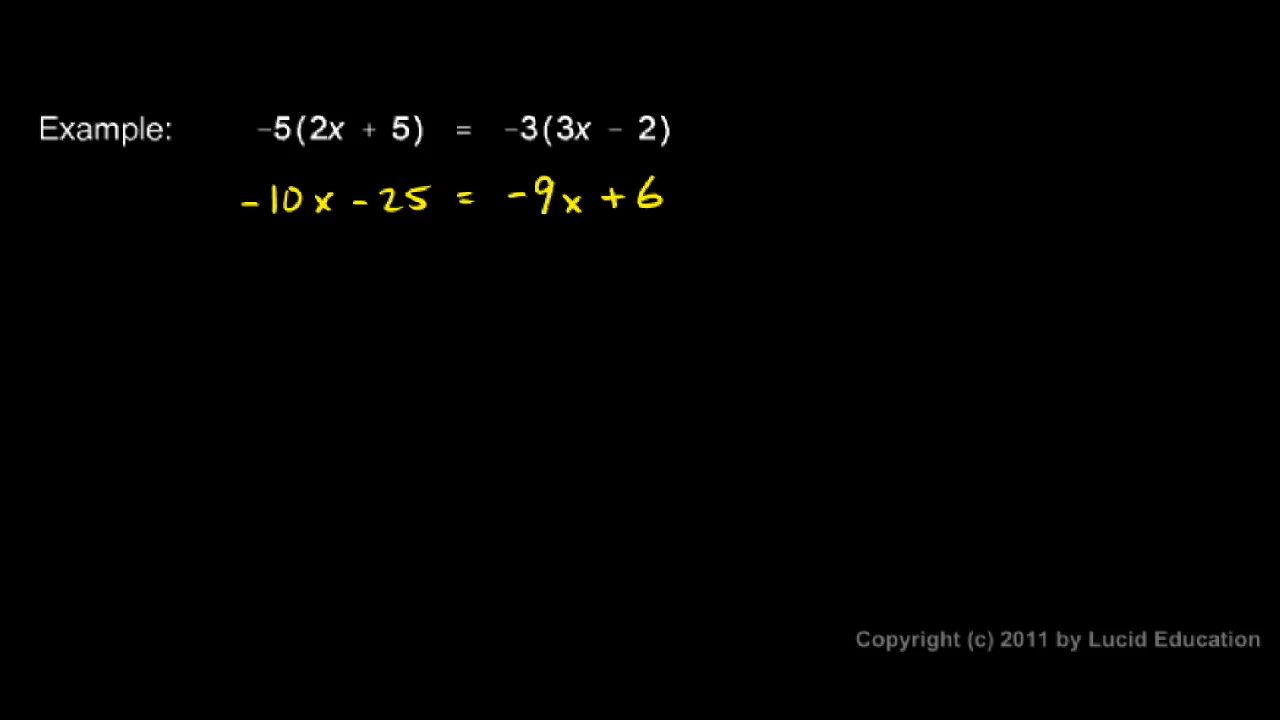 Example: −5(2x + 5) = −3(3x − 2)
-10x - 25 = -9x + 6
Copyright (c) 2011 by Lucid Education